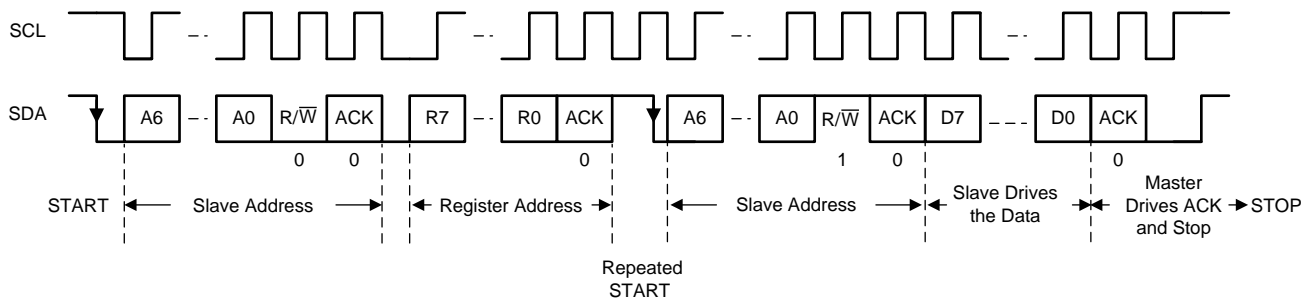 SCL
SDA
A6 A0 R/W̅ ACK R7 R0 ACK A6 A0 R/W̅ ACK D7 D0 ACK
0 0 0 1 0 0
START Slave Address Register Address Slave Address Slave Drives the Data Master Drives ACK and Stop STOP
Repeated
START